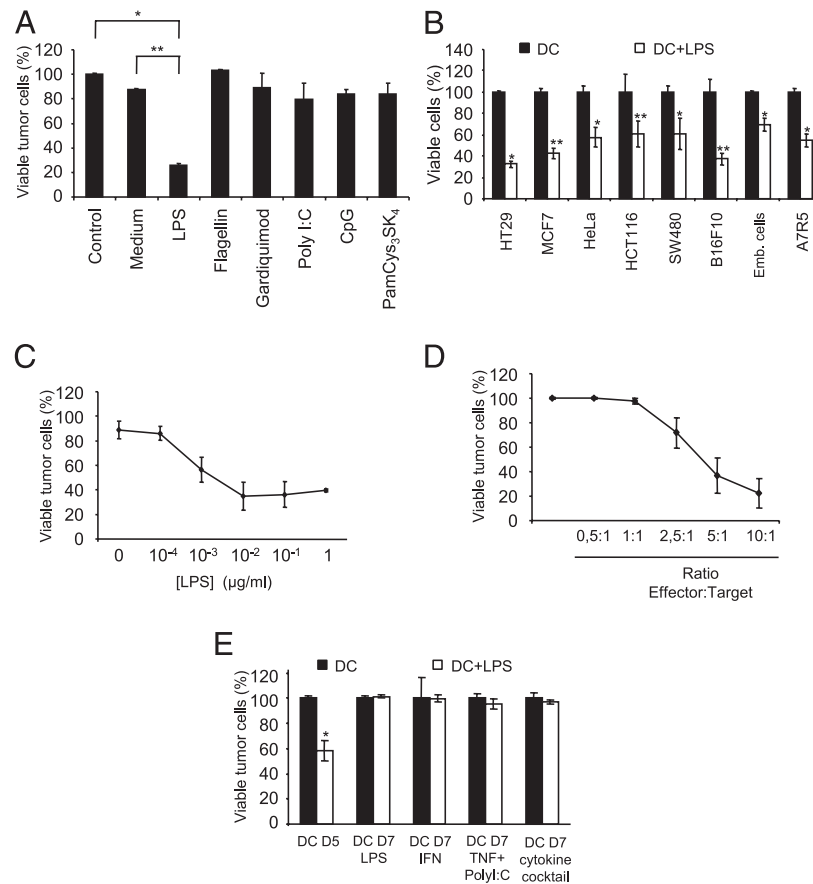 A
*
**
Viable tumor cells (%)
120
100
80
60
40
20
0
Control
Medium
LPS
Flagellin
Gardiquimod
Poly I:C
CpG
PamCys3SK4
B
DC
DC+LPS
Viable cells (%)
140
120
100
80
60
40
20
0
*
**
*
**
*
**
*
*
HT29
MCF7
HeLa
HCT116
SW480
B16F10
Emb. cells
A7R5
C
Viable tumor cells (%)
100
80
60
40
20
0
0 10-4 10-3 10-2 10-1 1
[LPS] (µg/ml)
D
Viable tumor cells (%)
120
100
80
60
40
20
0
0,5:1 1:1 2,5:1 5:1 10:1
Ratio
Effector:Target
E
DC
DC+LPS
Viable tumor cells (%)
120
100
80
60
40
20
0
*
DC D5
DC D7
LPS
DC D7
IFN
DC D7
TNF+
PolyI:C
DC D7
cytokine
cocktail